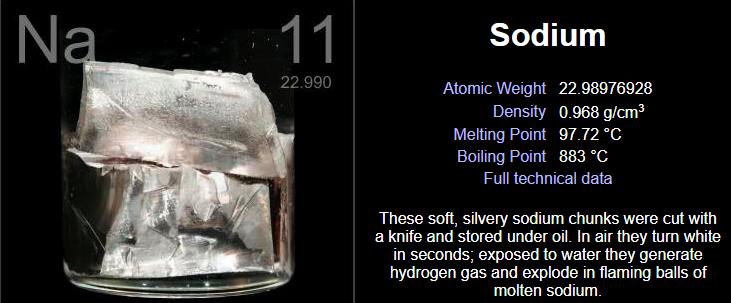 Na
11
22.990
Sodium
Atomic Weight 22.98976928
Density 0.968 g/cm³
Melting Point 97.72 °C
Boiling Point 883 °C
Full technical data
These soft, silvery sodium chunks were cut with
a knife and stored under oil. In air they turn white
in seconds; exposed to water they generate
hydrogen gas and explode in flaming balls of
molten sodium.